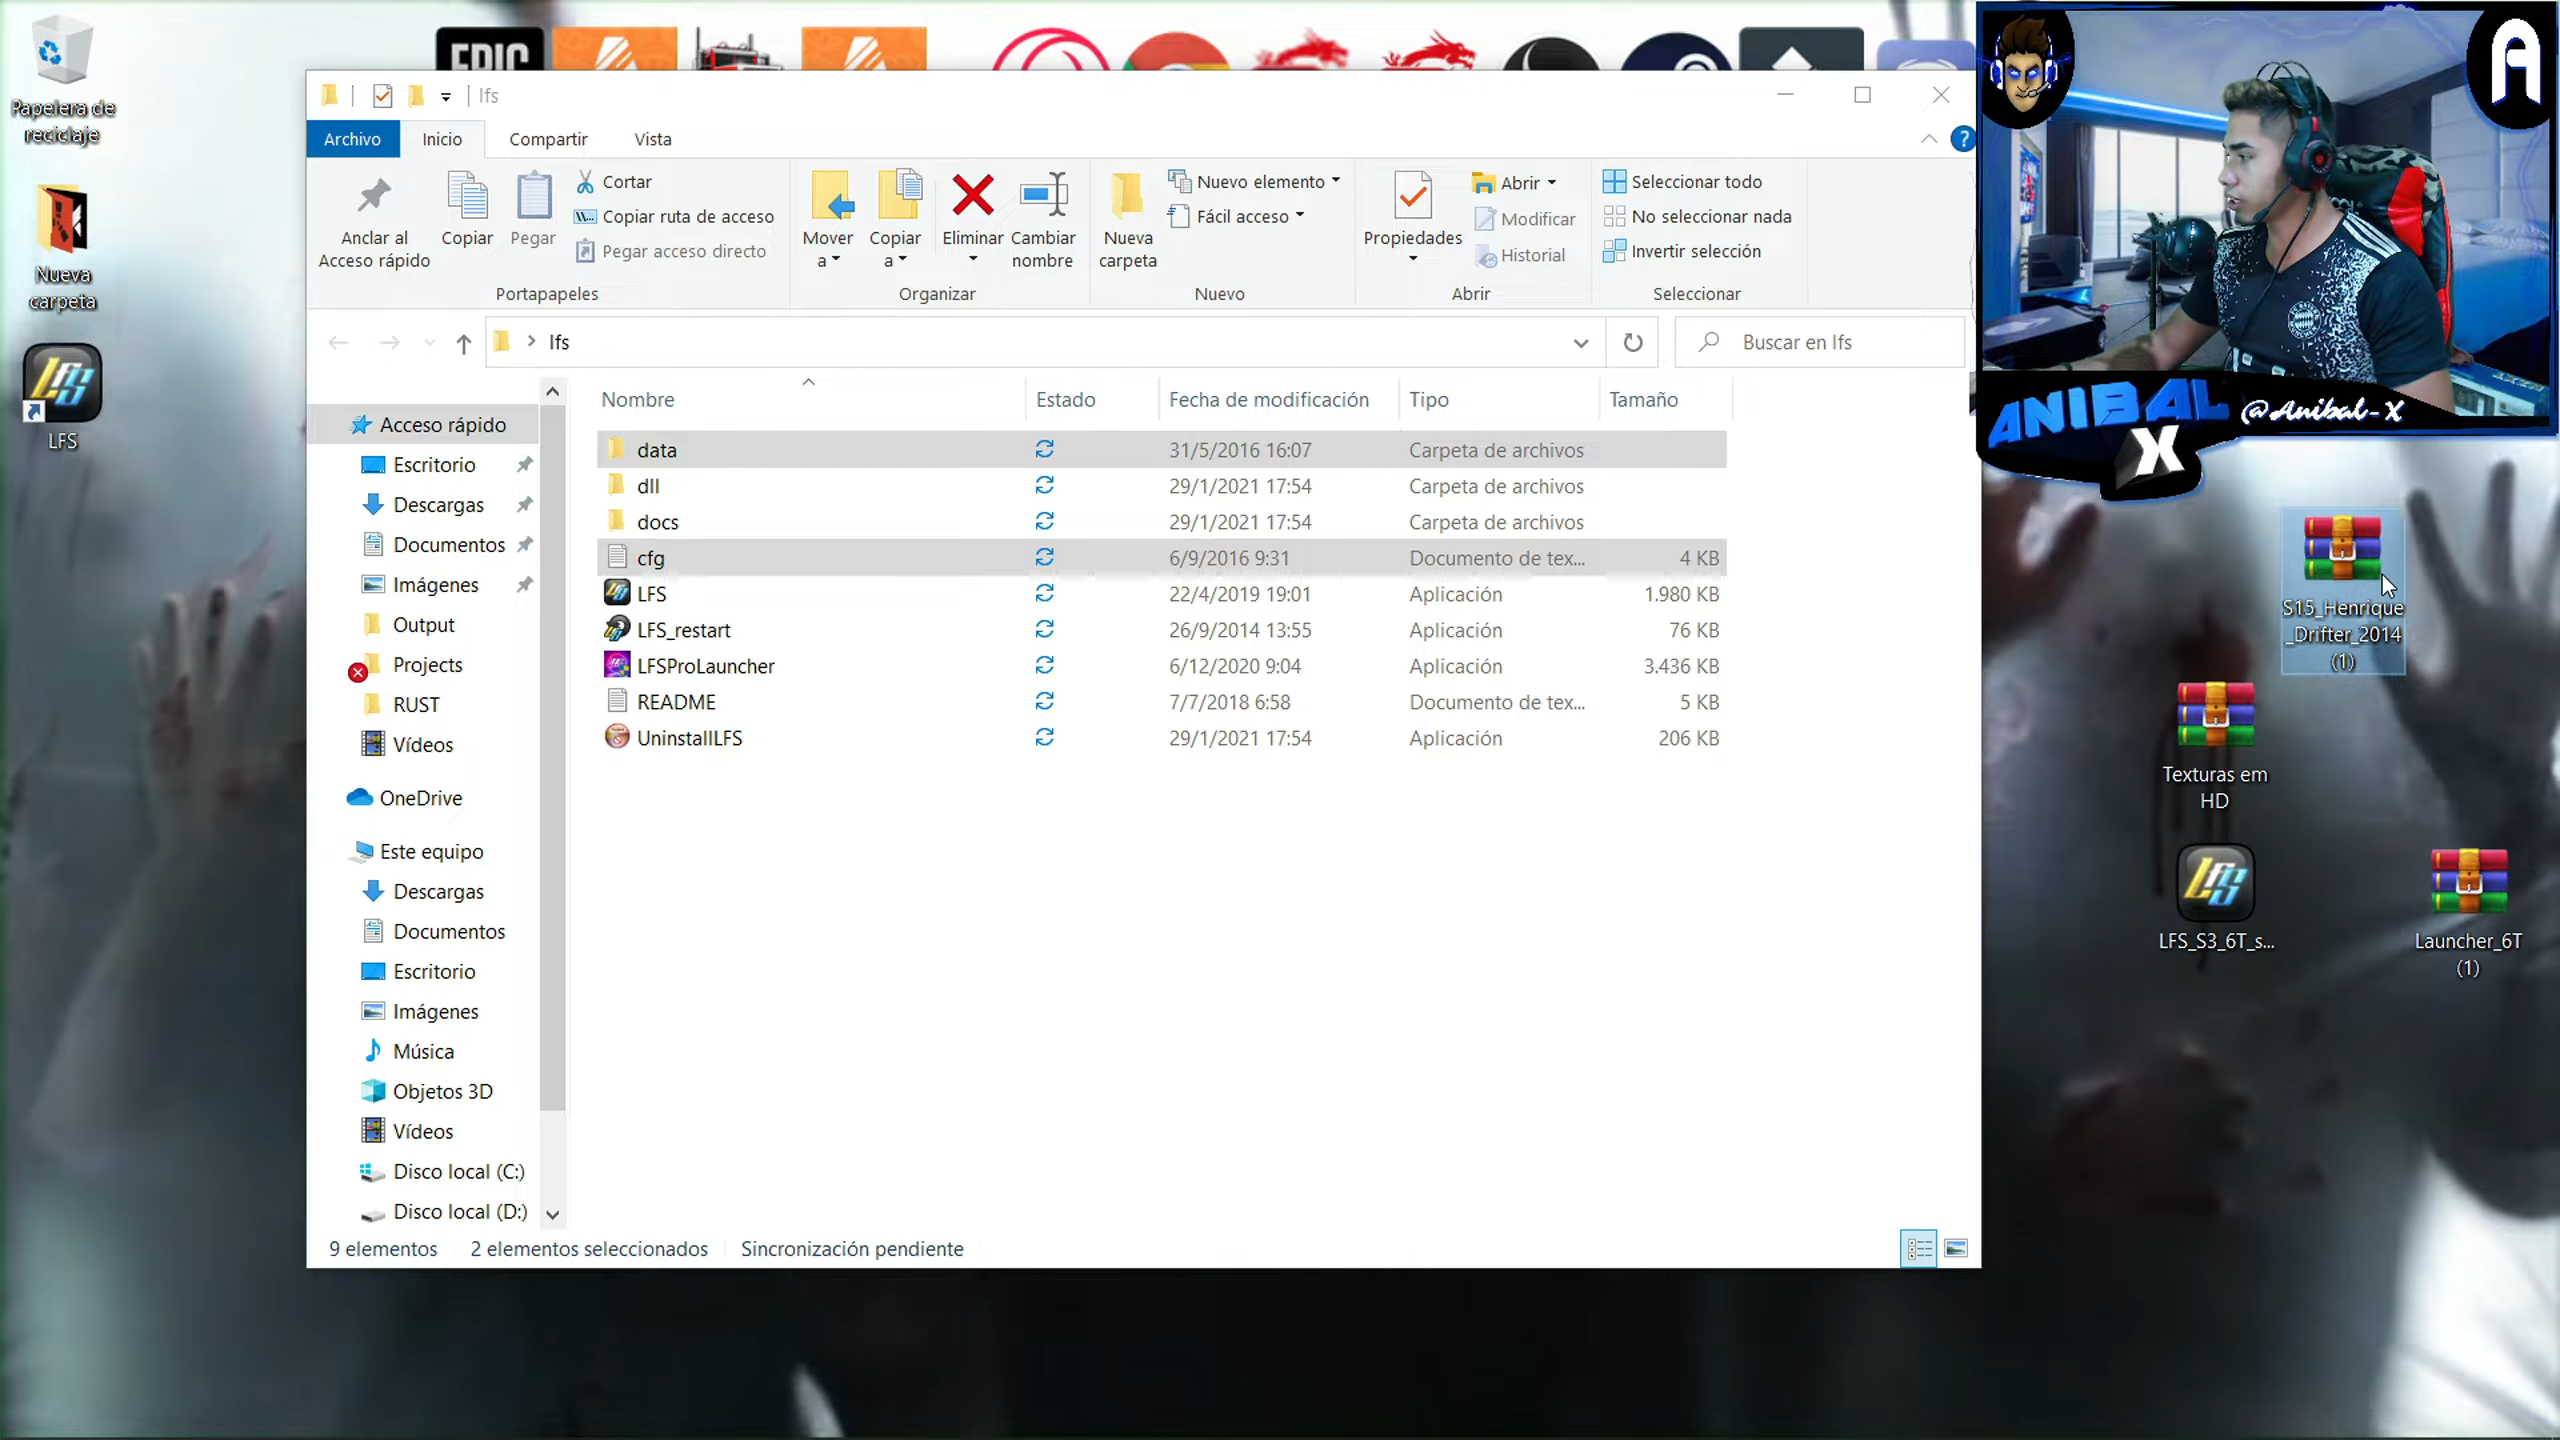 Papelera de
reciclaje
Nueva
carpeta
LFS
EPIC
lfs
Archivo
Inicio
Compartir
Vista
Anclar al
Acceso rápido
Copiar
Pegar
Cortar
Copiar ruta de acceso
Pegar acceso directo
Portapapeles
Mover
a
Copiar
a
Eliminar
Cambiar
nombre
Organizar
Nueva
carpeta
Nuevo elemento
Fácil acceso
Nuevo
Propiedades
Abrir
Modificar
Historial
Abrir
Seleccionar todo
No seleccionar nada
Invertir selección
Seleccionar
lfs
Buscar en lfs
Nombre
Estado
Fecha de modificación
Tipo
Tamaño
data 31/5/2016 16:07 Carpeta de archivos
dll 29/1/2021 17:54 Carpeta de archivos
docs 29/1/2021 17:54 Carpeta de archivos
cfg 6/9/2016 9:31 Documento de tex... 4 KB
LFS 22/4/2019 19:01 Aplicación 1.980 KB
LFS_restart 26/9/2014 13:55 Aplicación 76 KB
LFSProLauncher 6/12/2020 9:04 Aplicación 3.436 KB
README 7/7/2018 6:58 Documento de tex... 5 KB
UninstallLFS 29/1/2021 17:54 Aplicación 206 KB
Acceso rápido
Escritorio
Descargas
Documentos
Imágenes
Output
Projects
RUST
Vídeos
OneDrive
Este equipo
Descargas
Documentos
Escritorio
Imágenes
Música
Objetos 3D
Vídeos
Disco local (C:)
Disco local (D:)
9 elementos
2 elementos seleccionados
Sincronización pendiente
A
ANIBAL
X
@Anibal-X
S15_Henrique
_Drifter_2014
(1)
Texturas em
HD
LFS_S3_6T_s...
Launcher_6T
(1)